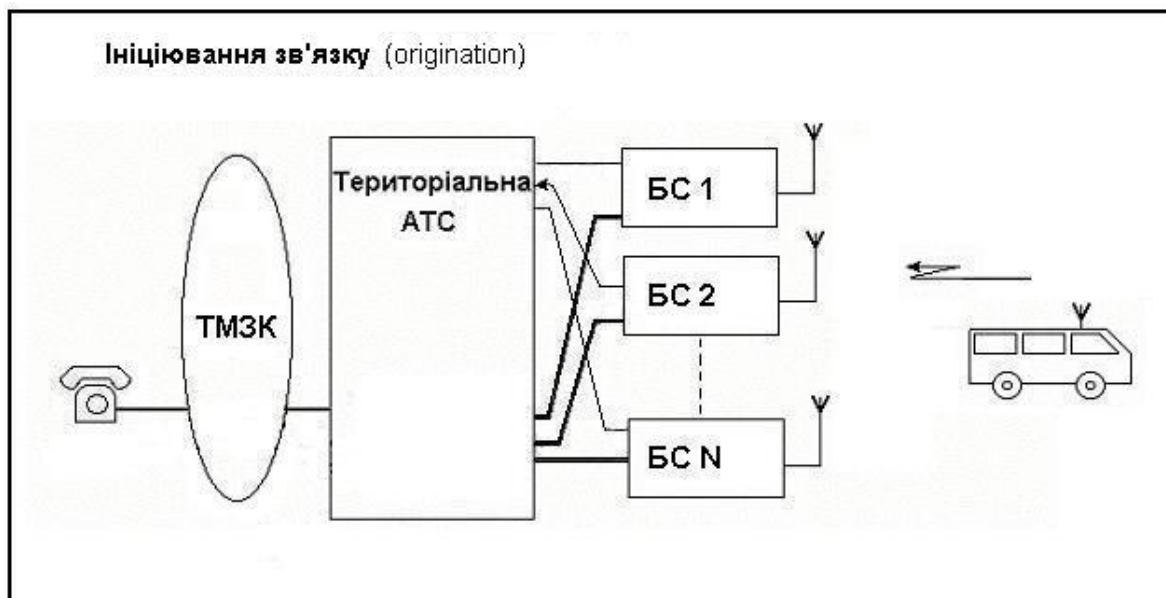 Ініціювання зв'язку (origination)
Територіальна
АТС
ТМЗК
БС 1
БС 2
БС N